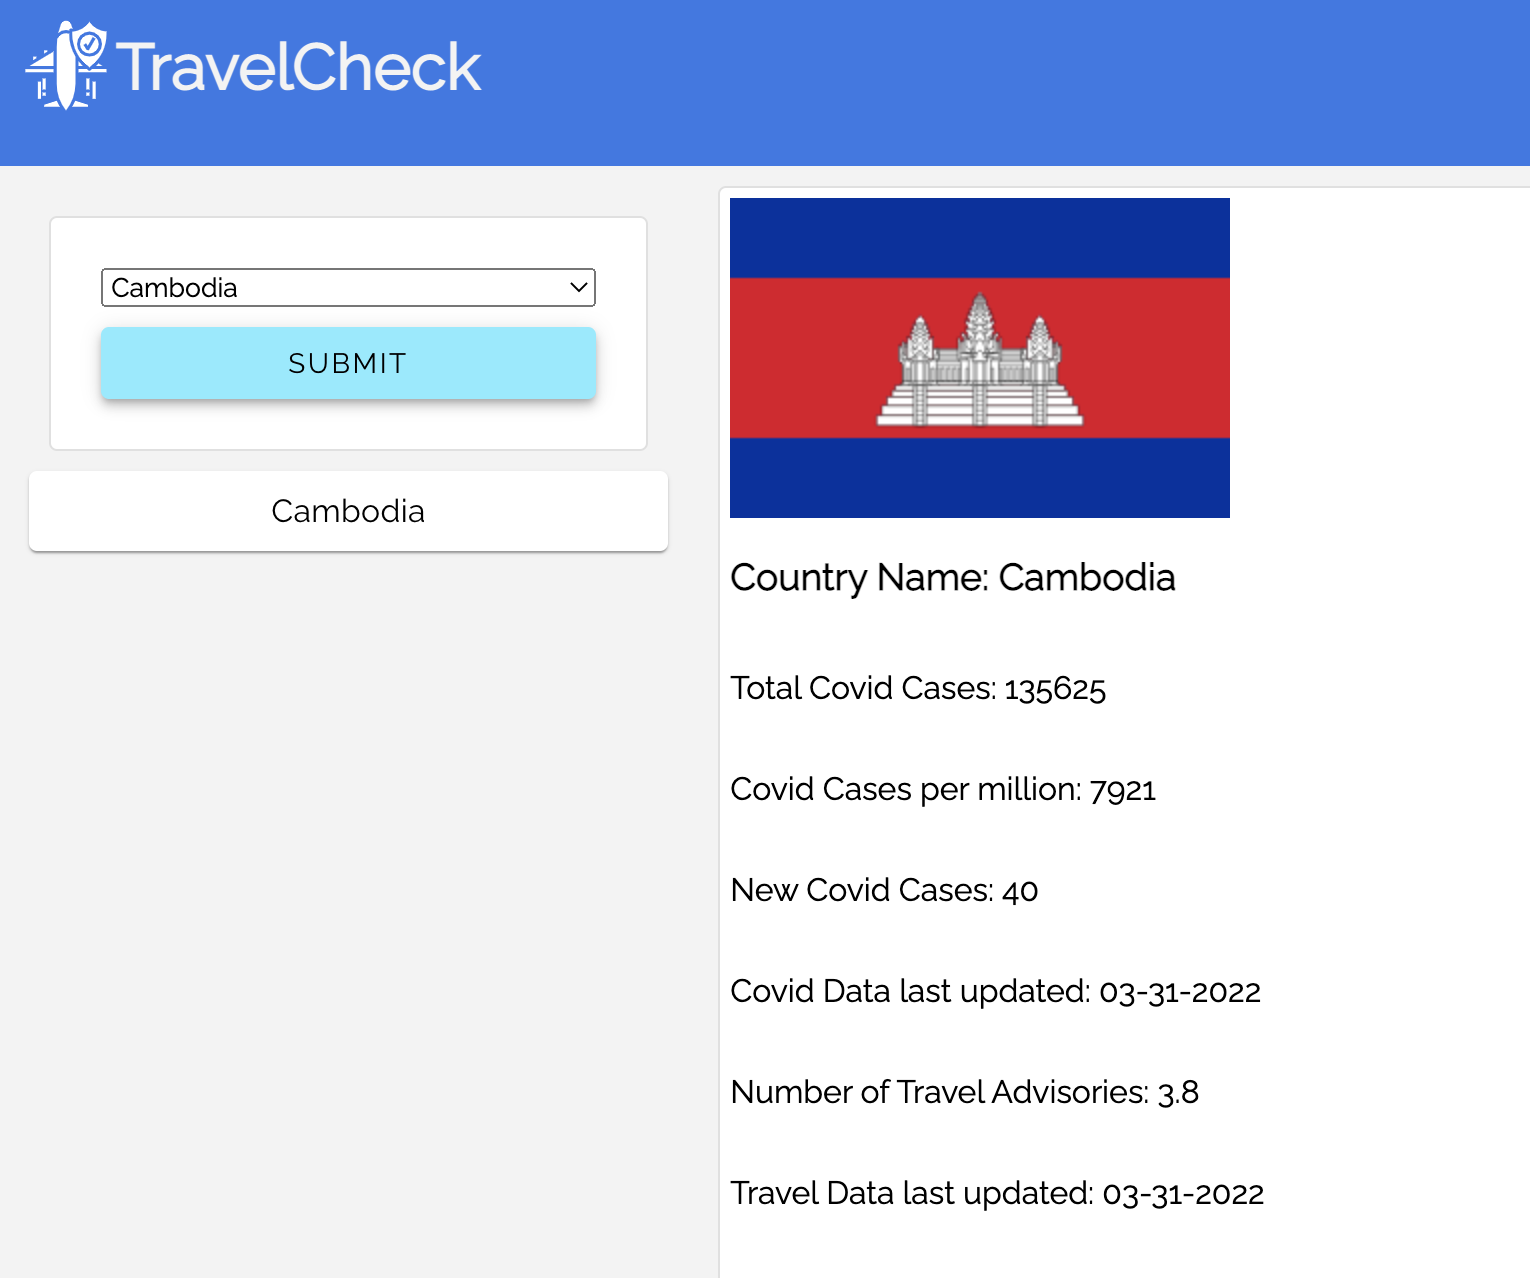 TravelCheck
Cambodia
SUBMIT
Cambodia
Country Name: Cambodia
Total Covid Cases: 135625
Covid Cases per million: 7921
New Covid Cases: 40
Covid Data last updated: 03-31-2022
Number of Travel Advisories: 3.8
Travel Data last updated: 03-31-2022